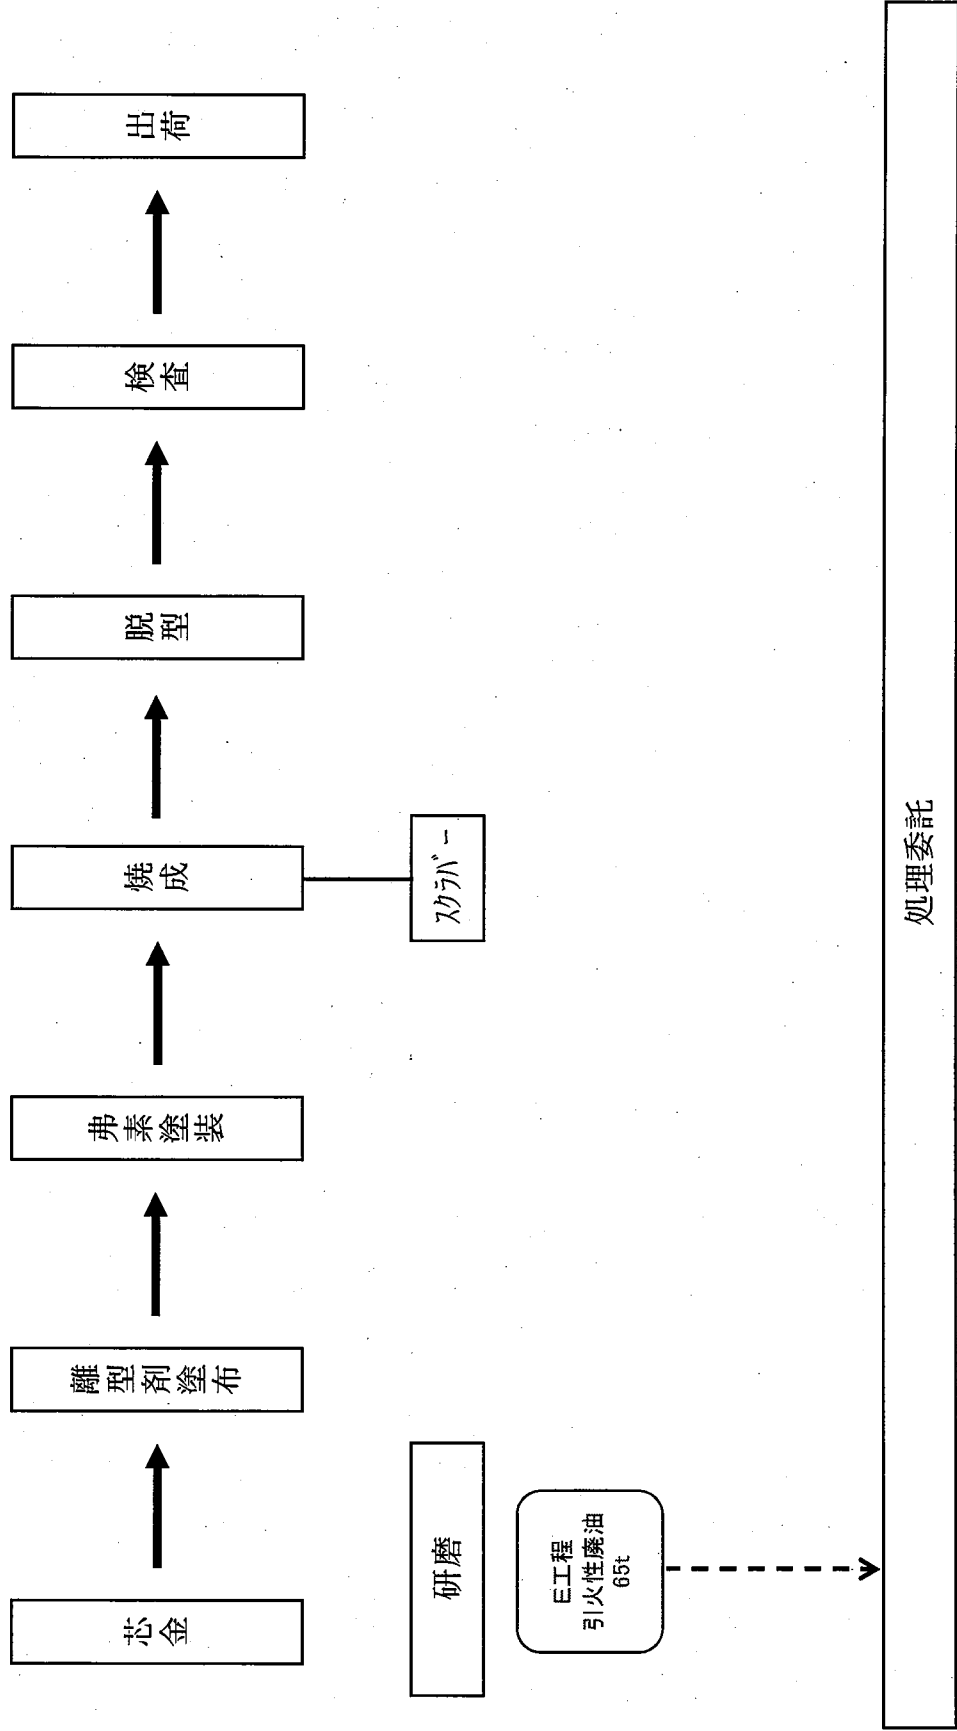 芯金
離型剤塗布
弗素塗装
焼成
脱型
検査
出荷
研磨
スクラバー
E工程
引火性廃油
65t
処理委託